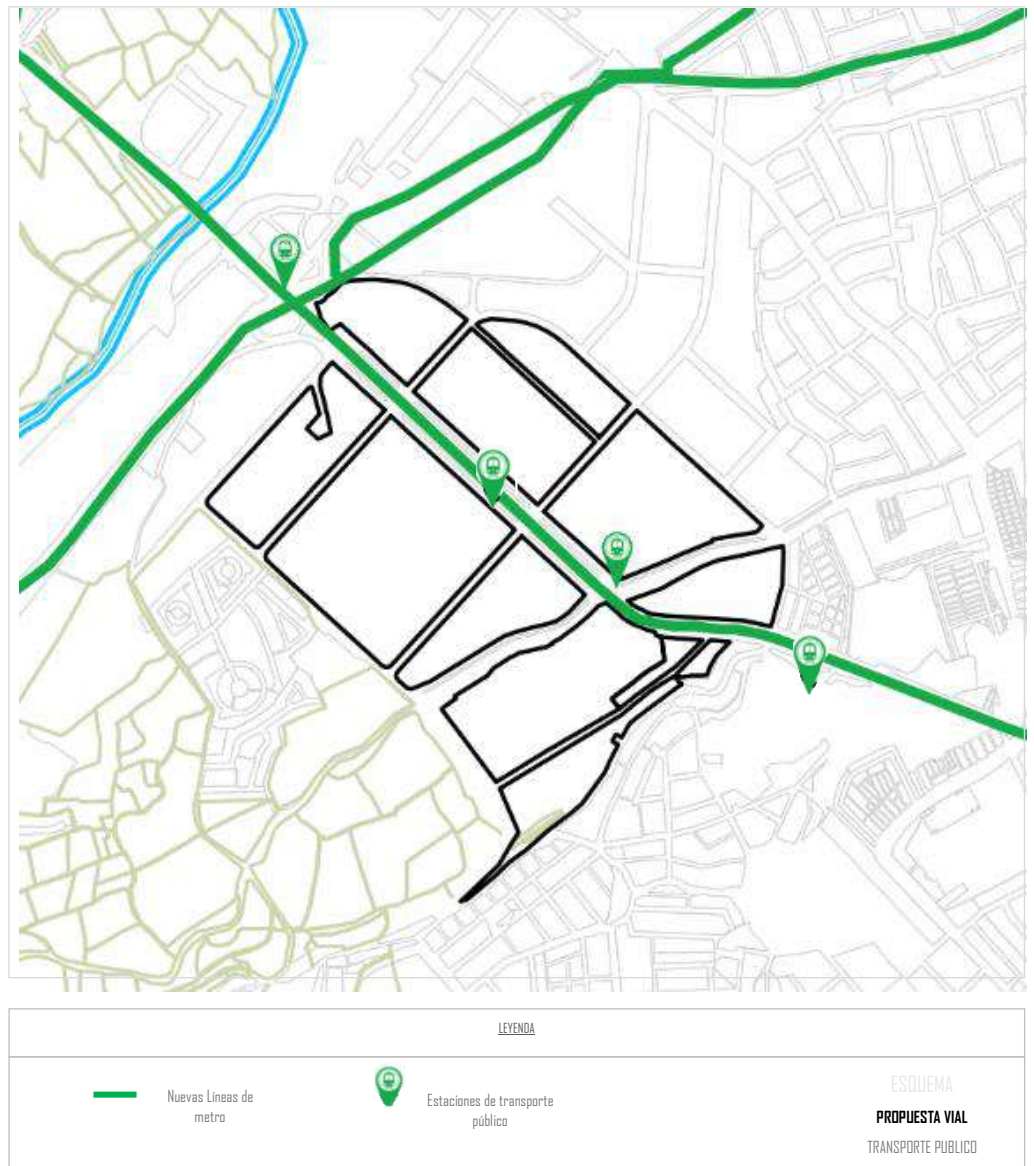 LEYENDA
Nuevas Líneas de
metro
Estaciones de transporte
público
ESQUEMA
PROPUESTA VIAL
TRANSPORTE PUBLICO